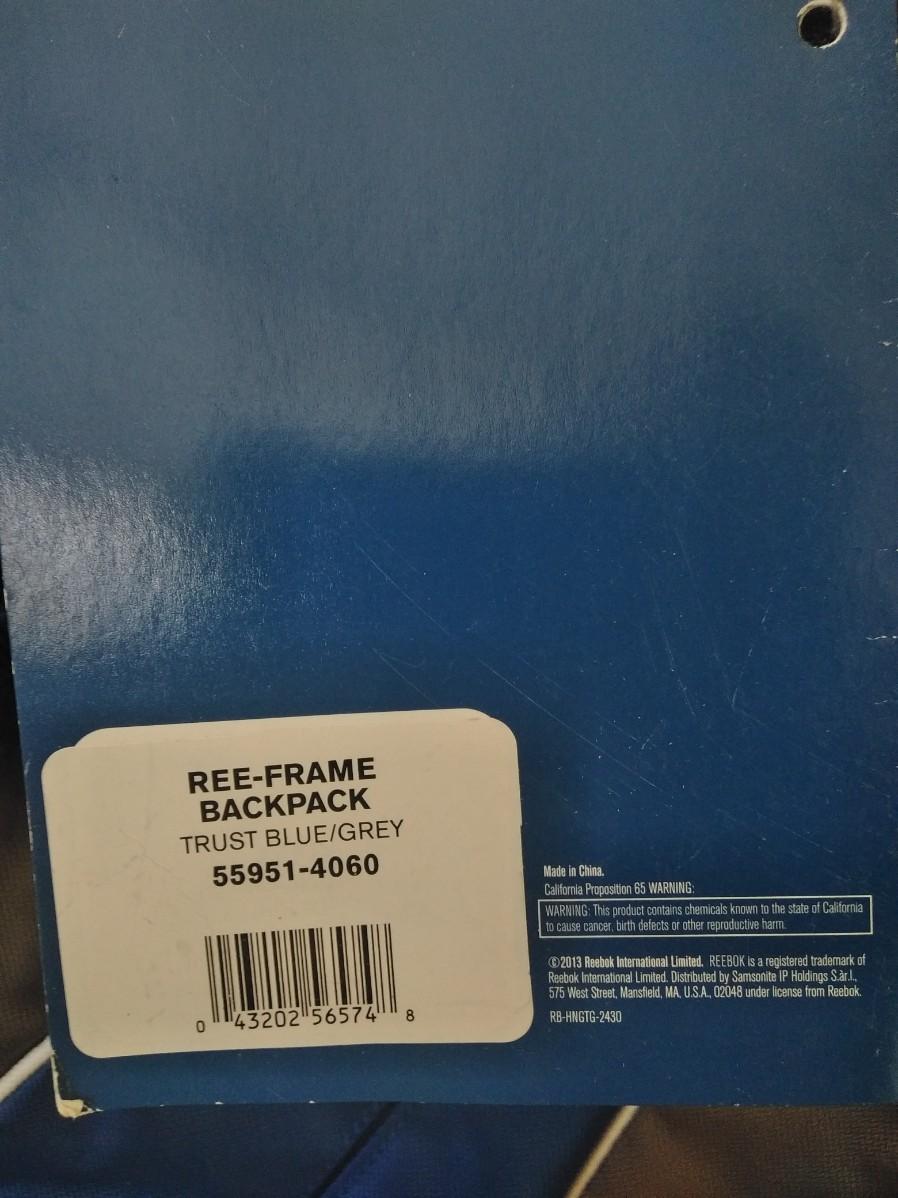 REE-FRAME
BACKPACK
TRUST BLUE/GREY
55951-4060
0 43202 56574 8
Made in China.
California Proposition 65 WARNING:
WARNING: This product contains chemicals known to the state of California
to cause cancer, birth defects or other reproductive harm.
©2013 Reebok International Limited. REEBOK is a registered trademark of
Reebok International Limited. Distributed by Samsonite IP Holdings S.àr.l.,
575 West Street, Mansfield, MA, U.S.A., 02048 under license from Reebok.
RB-HNGTG-2430